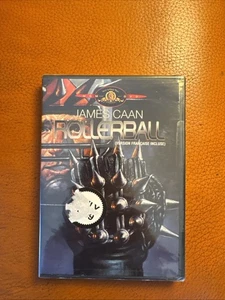 JAMES CAAN
ROLLERBALL
(VERSION FRANÇAISE INCLUSE)